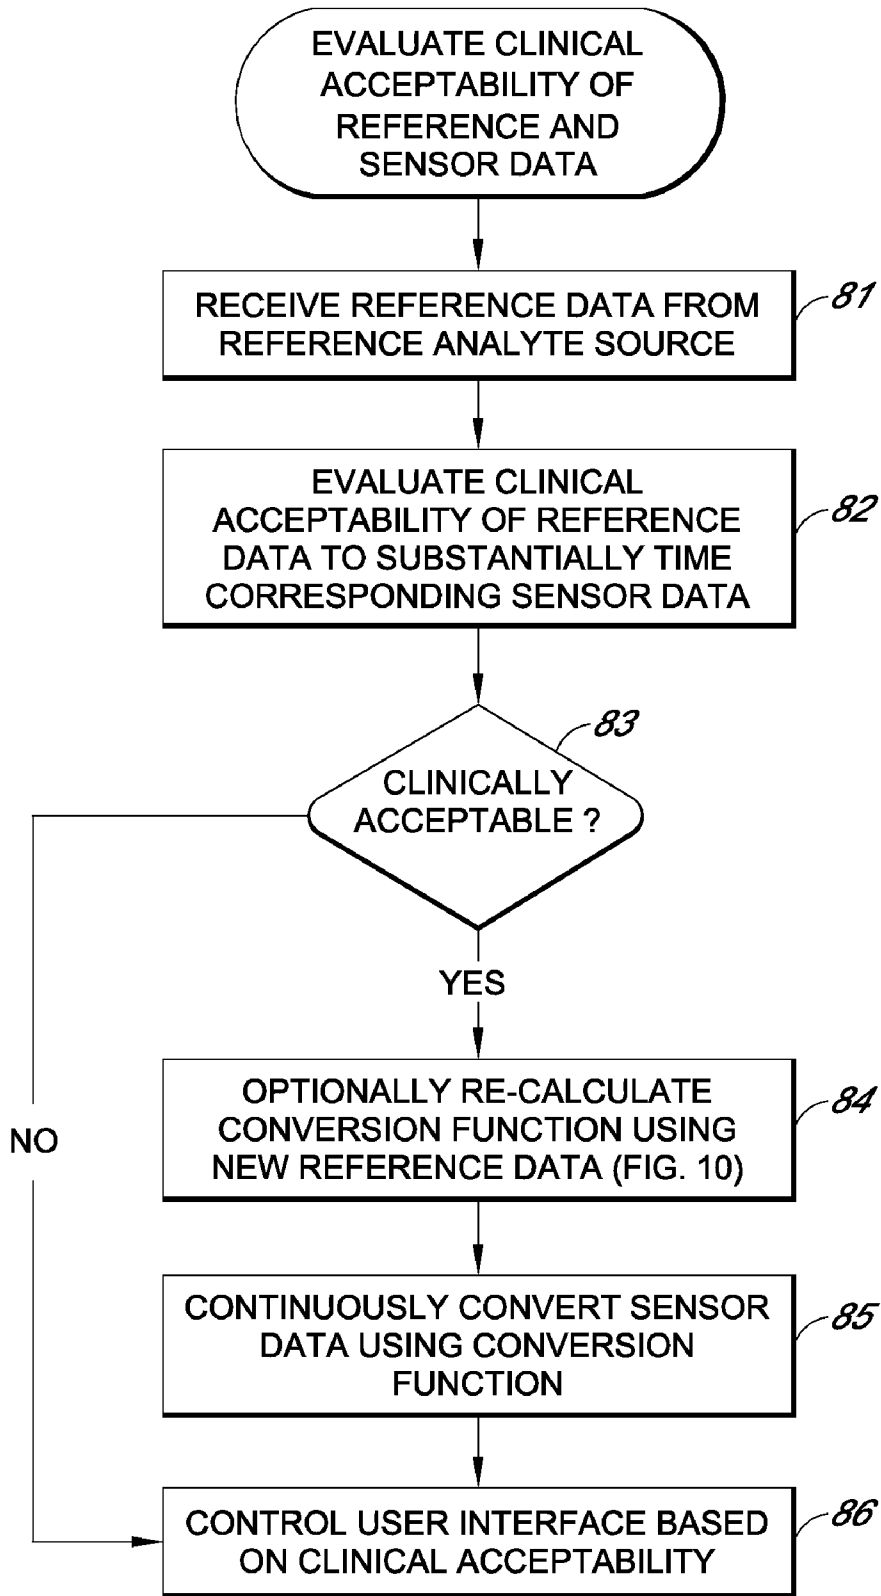 EVALUATE CLINICAL
ACCEPTABILITY OF
REFERENCE AND
SENSOR DATA
RECEIVE REFERENCE DATA FROM
REFERENCE ANALYTE SOURCE
81
EVALUATE CLINICAL
ACCEPTABILITY OF REFERENCE
DATA TO SUBSTANTIALLY TIME
CORRESPONDING SENSOR DATA
82
83
CLINICALLY
ACCEPTABLE ?
YES
NO
OPTIONALLY RE-CALCULATE
CONVERSION FUNCTION USING
NEW REFERENCE DATA (FIG. 10)
84
CONTINUOUSLY CONVERT SENSOR
DATA USING CONVERSION
FUNCTION
85
CONTROL USER INTERFACE BASED
ON CLINICAL ACCEPTABILITY
86